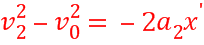 v₂² − v₀² = − 2a₂x'